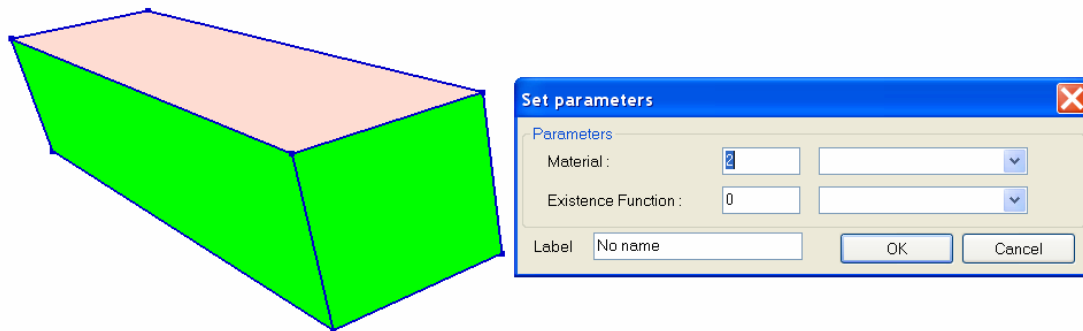 Set parameters
Parameters
Material : 2
Existence Function : 0
Label No name OK Cancel